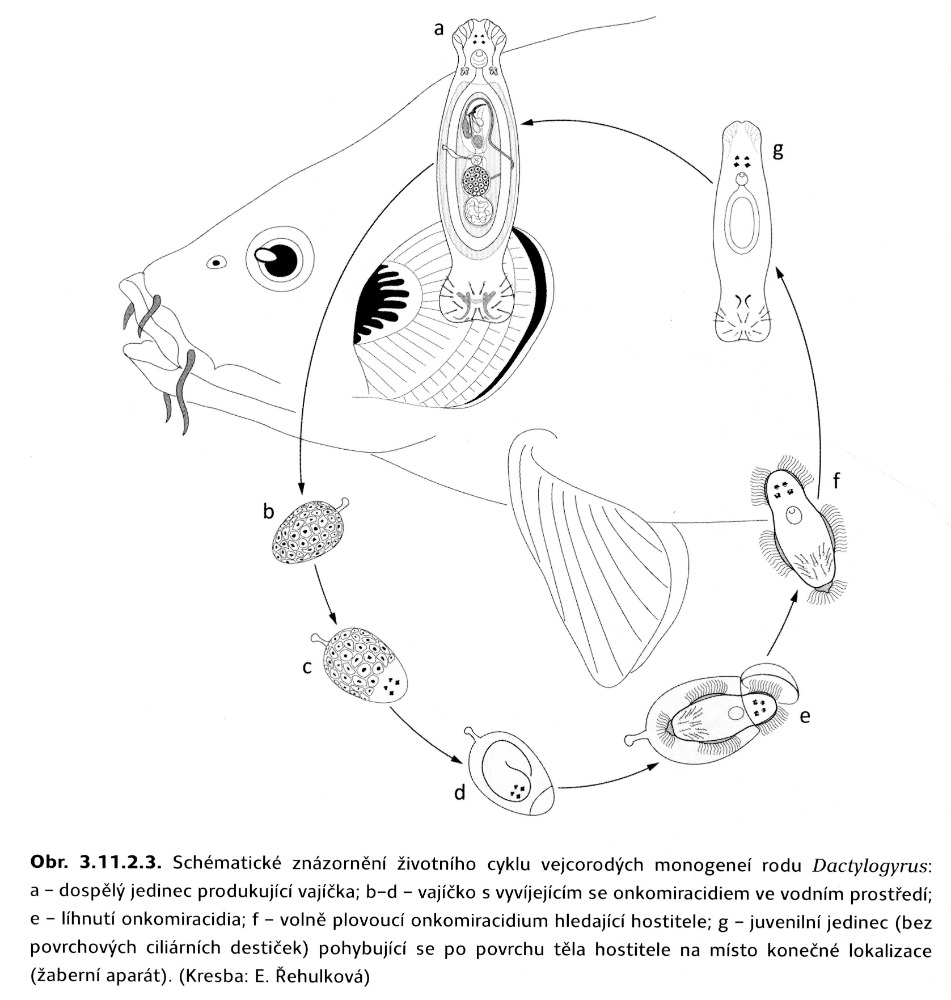 a
g
b
f
c
e
d
Obr. 3.11.2.3. Schématické znázornění životního cyklu vejcorodých monogeneí rodu Dactylogyrus:
a – dospělý jedinec produkující vajíčka; b–d – vajíčko s vyvíjejícím se onkomiracidiem ve vodním prostředí;
e – líhnutí onkomiracidia; f – volně plovoucí onkomiracidium hledající hostitele; g – juvenilní jedinec (bez
povrchových ciliárních destiček) pohybující se po povrchu těla hostitele na místo konečné lokalizace
(žaberní aparát). (Kresba: E. Řehulková)